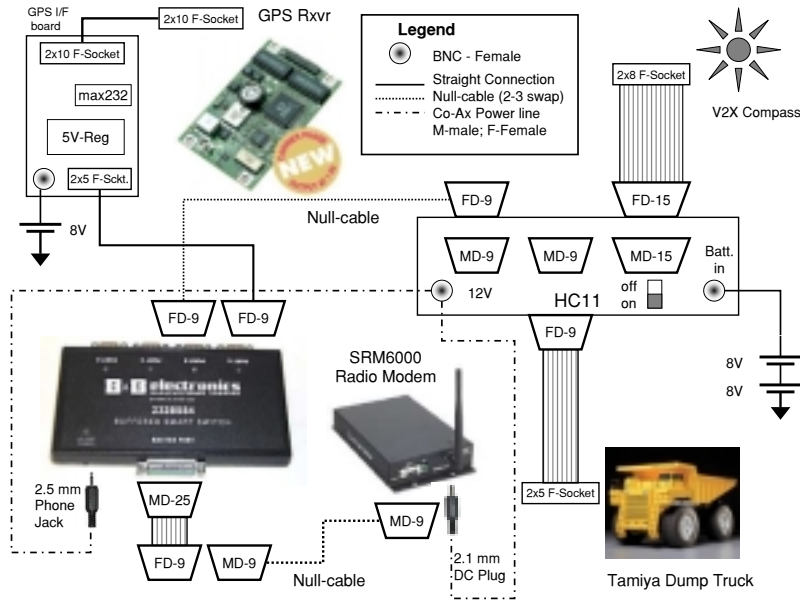 GPS I/F
board
2x10 F-Socket
2x10 F-Socket
max232
5V-Reg
2x5 F-Sckt.
8V
GPS Rxvr
NEW
Legend
BNC - Female
Straight Connection
Null-cable (2-3 swap)
Co-Ax Power line
M-male; F-Female
2x8 F-Socket
V2X Compass
Null-cable
FD-9
FD-15
MD-9
MD-9
MD-15
Batt.
in
12V
HC11
off
on
FD-9
FD-9
FD-9
8V
8V
B&B electronics
SRM6000
Radio Modem
2.5 mm
Phone
Jack
MD-25
FD-9
MD-9
Null-cable
MD-9
2.1 mm
DC Plug
2x5 F-Socket
Tamiya Dump Truck